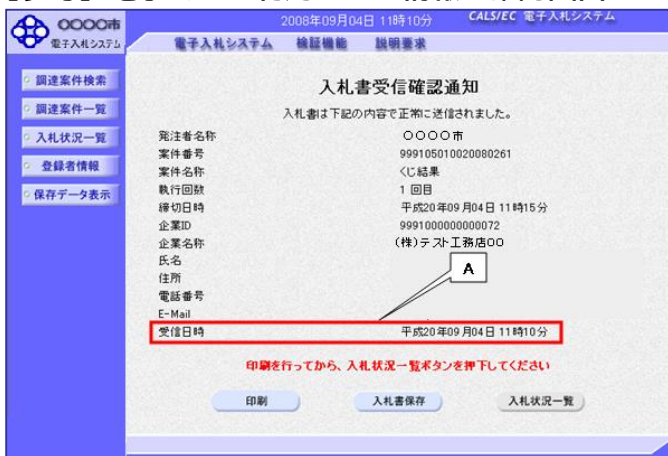 〇〇〇〇市
電子入札システム
2008年09月04日 11時10分
CALS/EC 電子入札システム
電子入札システム 検証機能 説明要求
調達案件検索
調達案件一覧
入札状況一覧
登録者情報
保存データ表示
入札書受信確認通知
入札書は下記の内容で正常に送信されました。
発注者名称 〇〇〇〇市
案件番号 999105010020080261
案件名称 くじ結果
執行回数 1 回目
締切日時 平成20年09月04日 11時15分
企業ID 9991000000000072
企業名称 (株)テスト工務店〇〇
氏名
住所
A
電話番号
E-Mail
受信日時 平成20年09月04日 11時10分
印刷を行ってから、入札状況一覧ボタンを押下してください
印刷 入札書保存 入札状況一覧